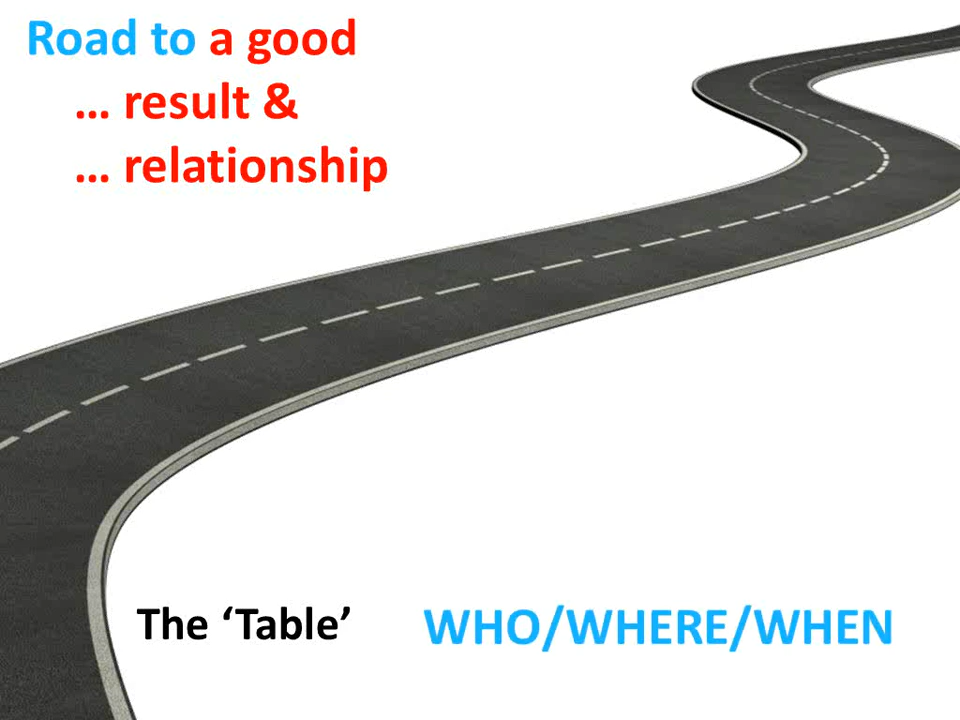 Road to a good
... result &
... relationship
The ‘Table’ WHO/WHERE/WHEN